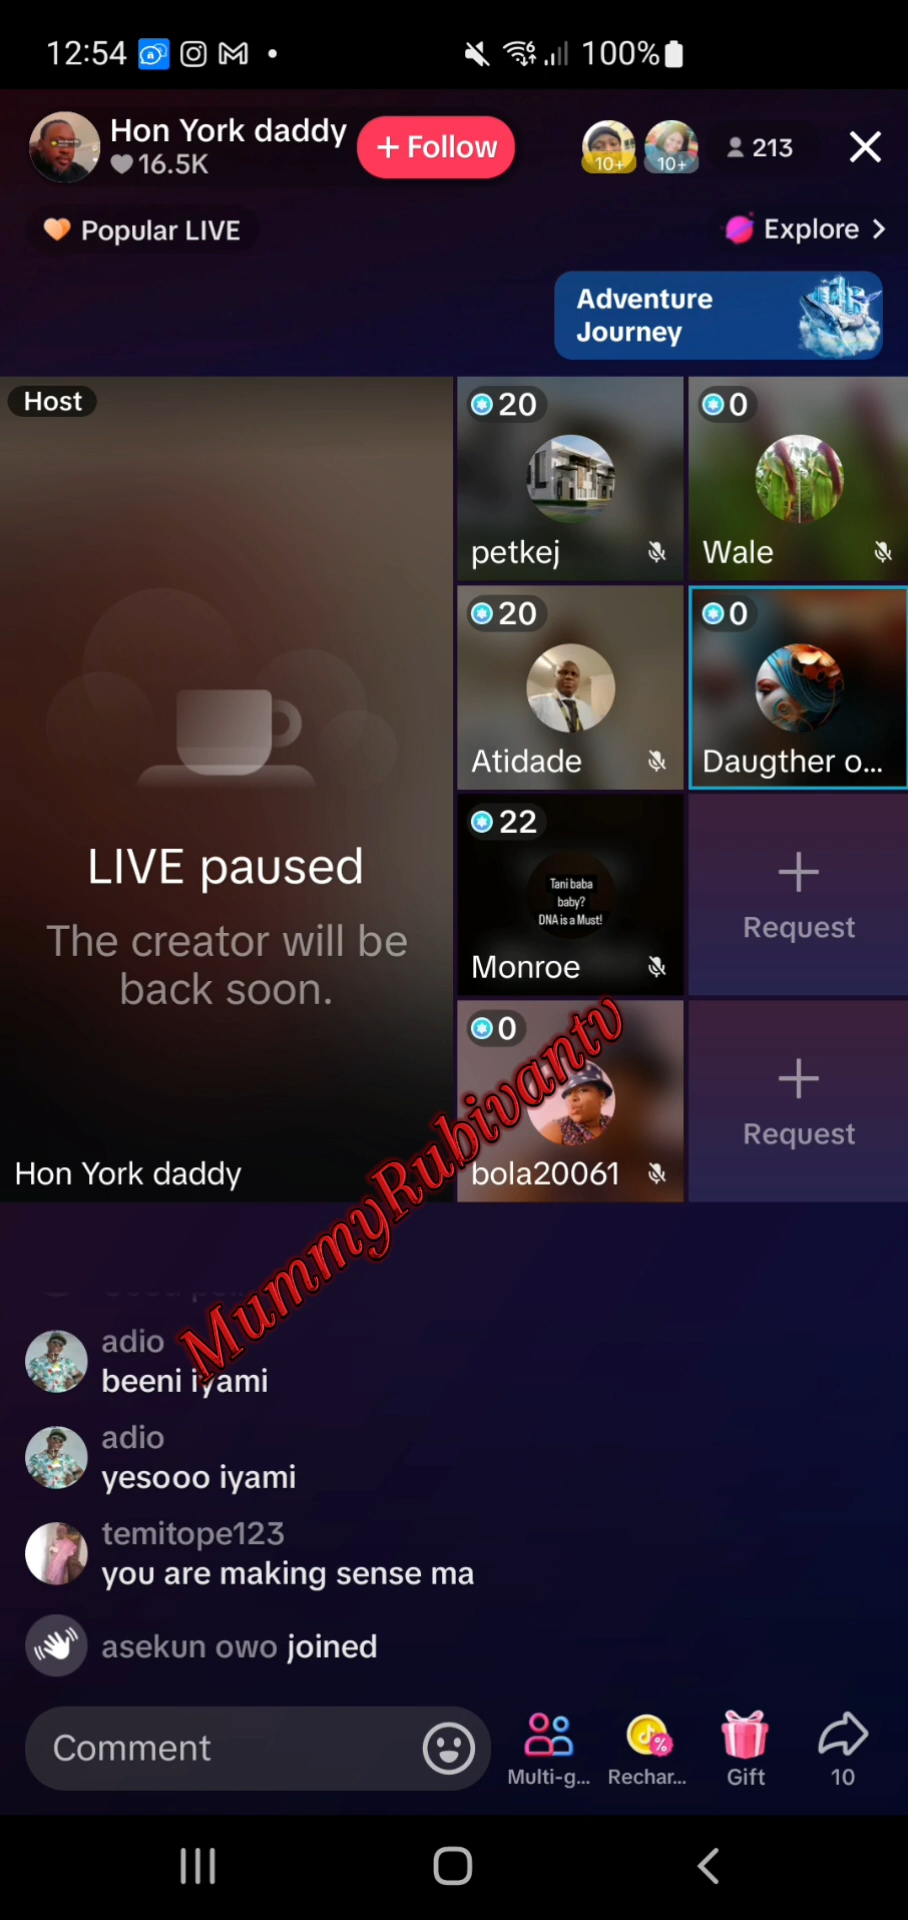 12:54
100%
Hon York daddy
16.5K
+ Follow
10+
10+
213
Popular LIVE
Explore
Adventure
Journey
Host
20
petkej
0
Wale
20
Atidade
0
Daugther o...
LIVE paused
The creator will be
back soon.
22
Tani baba
baby?
DNA is a Must!
Monroe
Request
0
bola20061
Request
Hon York daddy
MummyRubivantv
adio
beeni iyami
adio
yesooo iyami
temitope123
you are making sense ma
asekun owo joined
Comment
Multi-g...
Rechar...
Gift
10